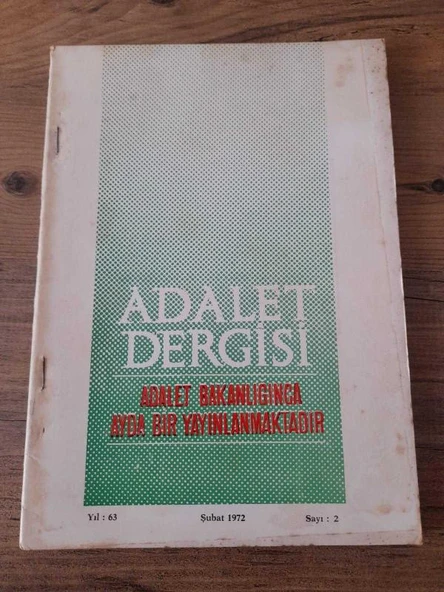 ADALET
DERGİSİ
ADALET BAKANLIĞINCA
AYDA BİR YAYINLANMAKTADIR
Yıl : 63 Şubat 1972 Sayı : 2